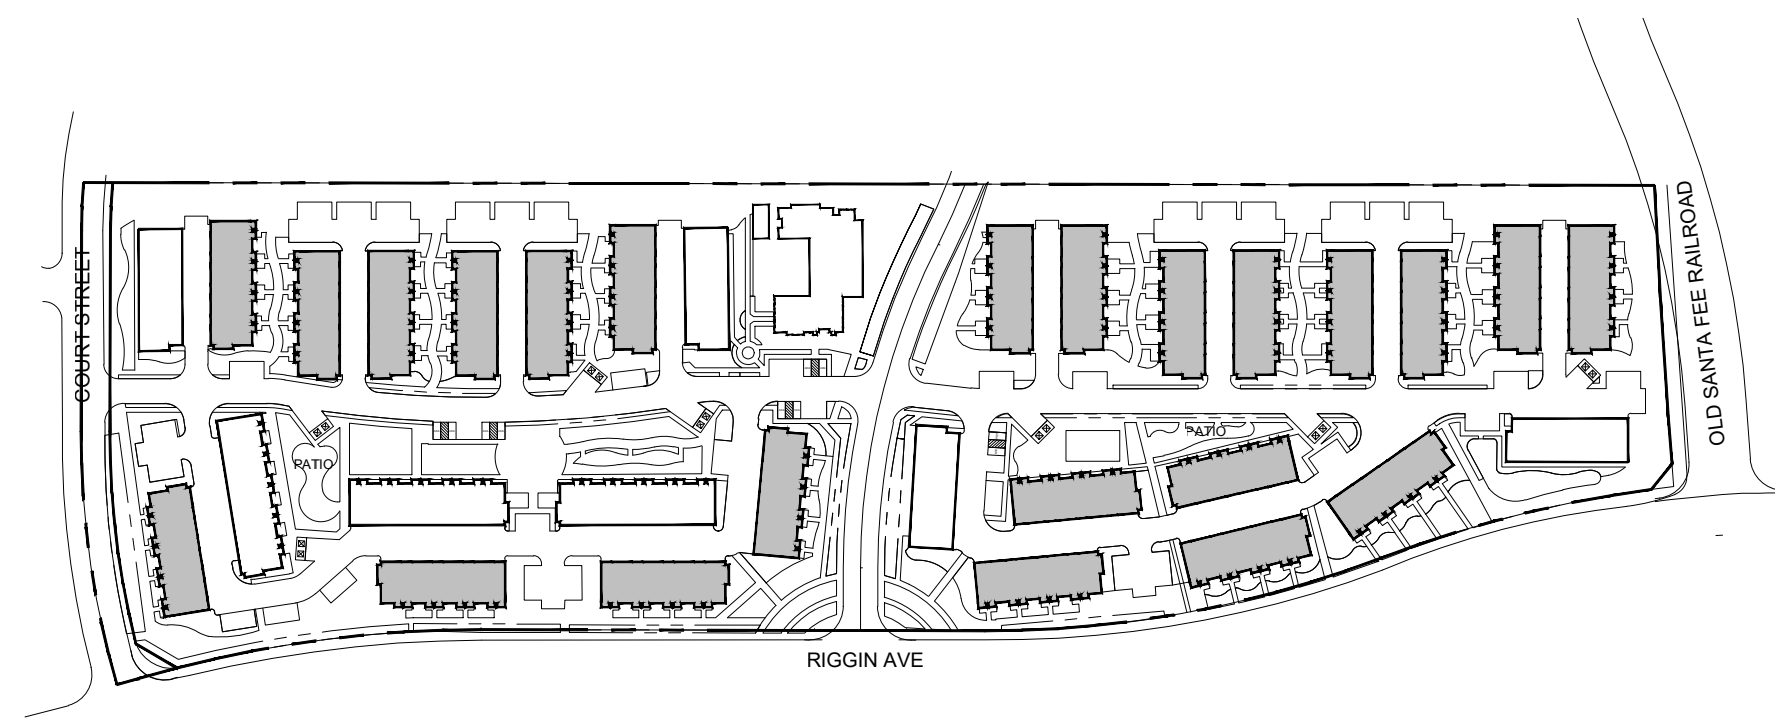 COURT STREET
OLD SANTA FEE RAILROAD
PATIO
PATIO
RIGGIN AVE